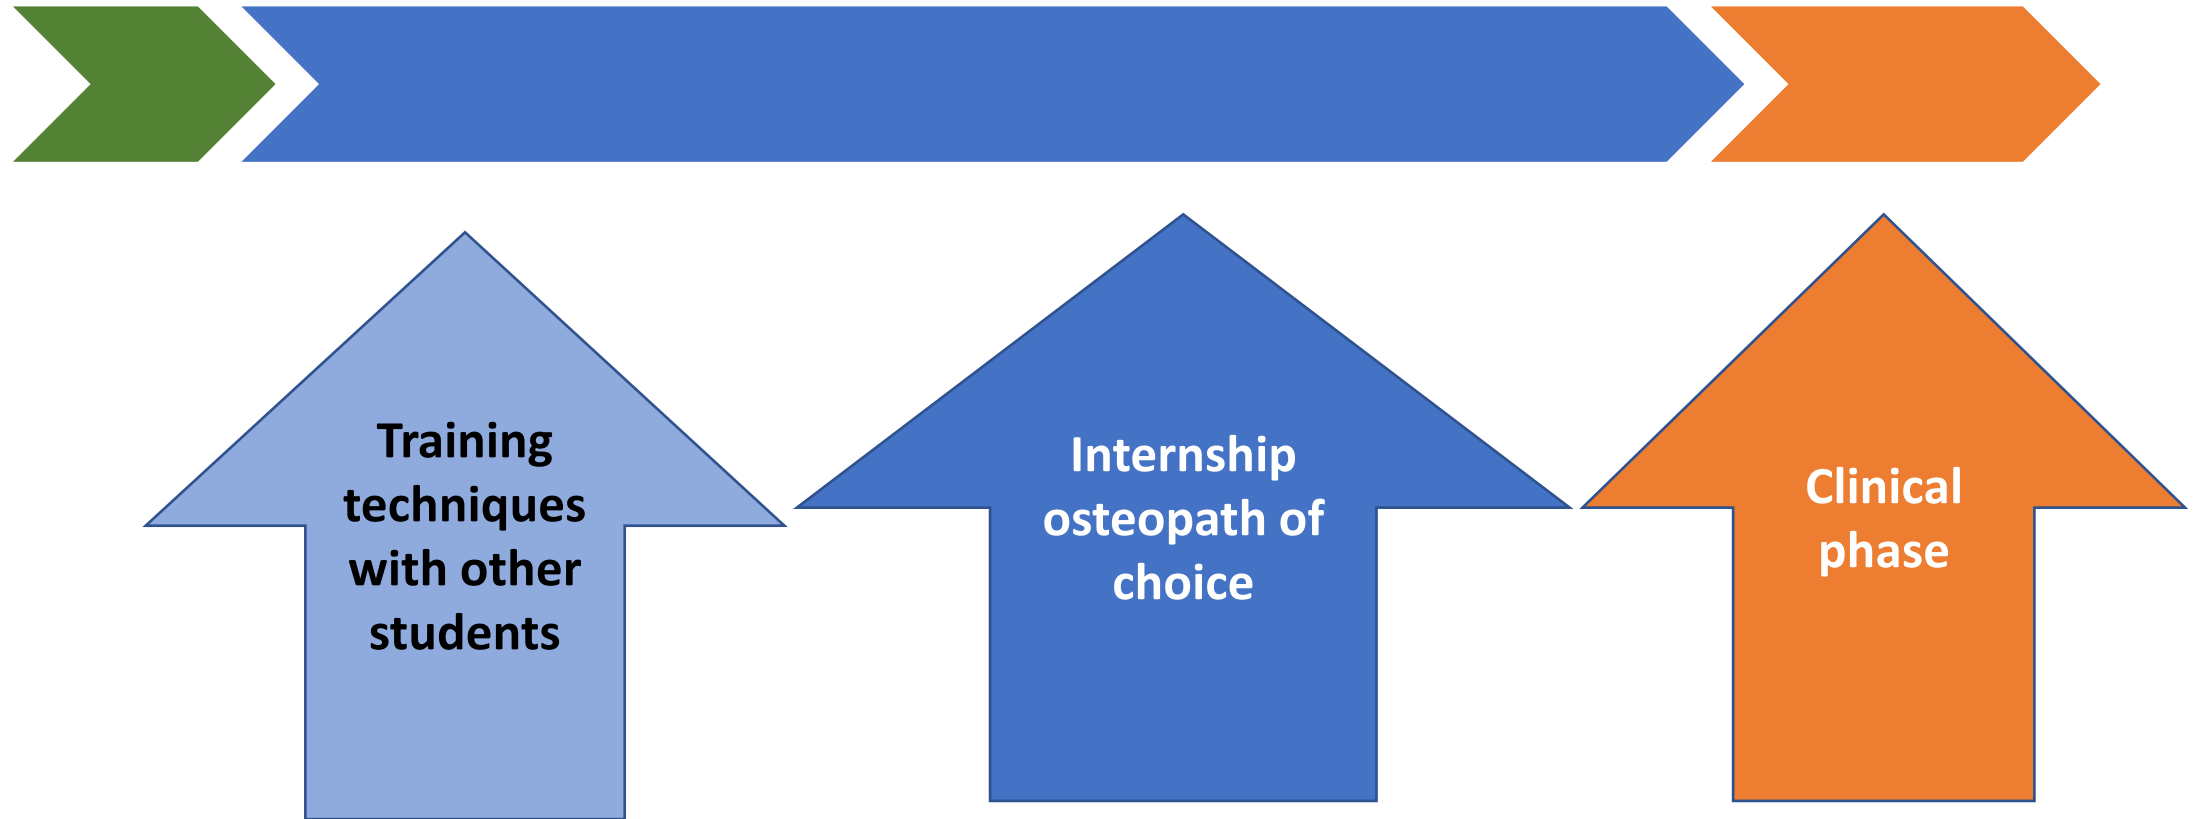 Training
techniques
with other
students
Internship
osteopath of
choice
Clinical
phase